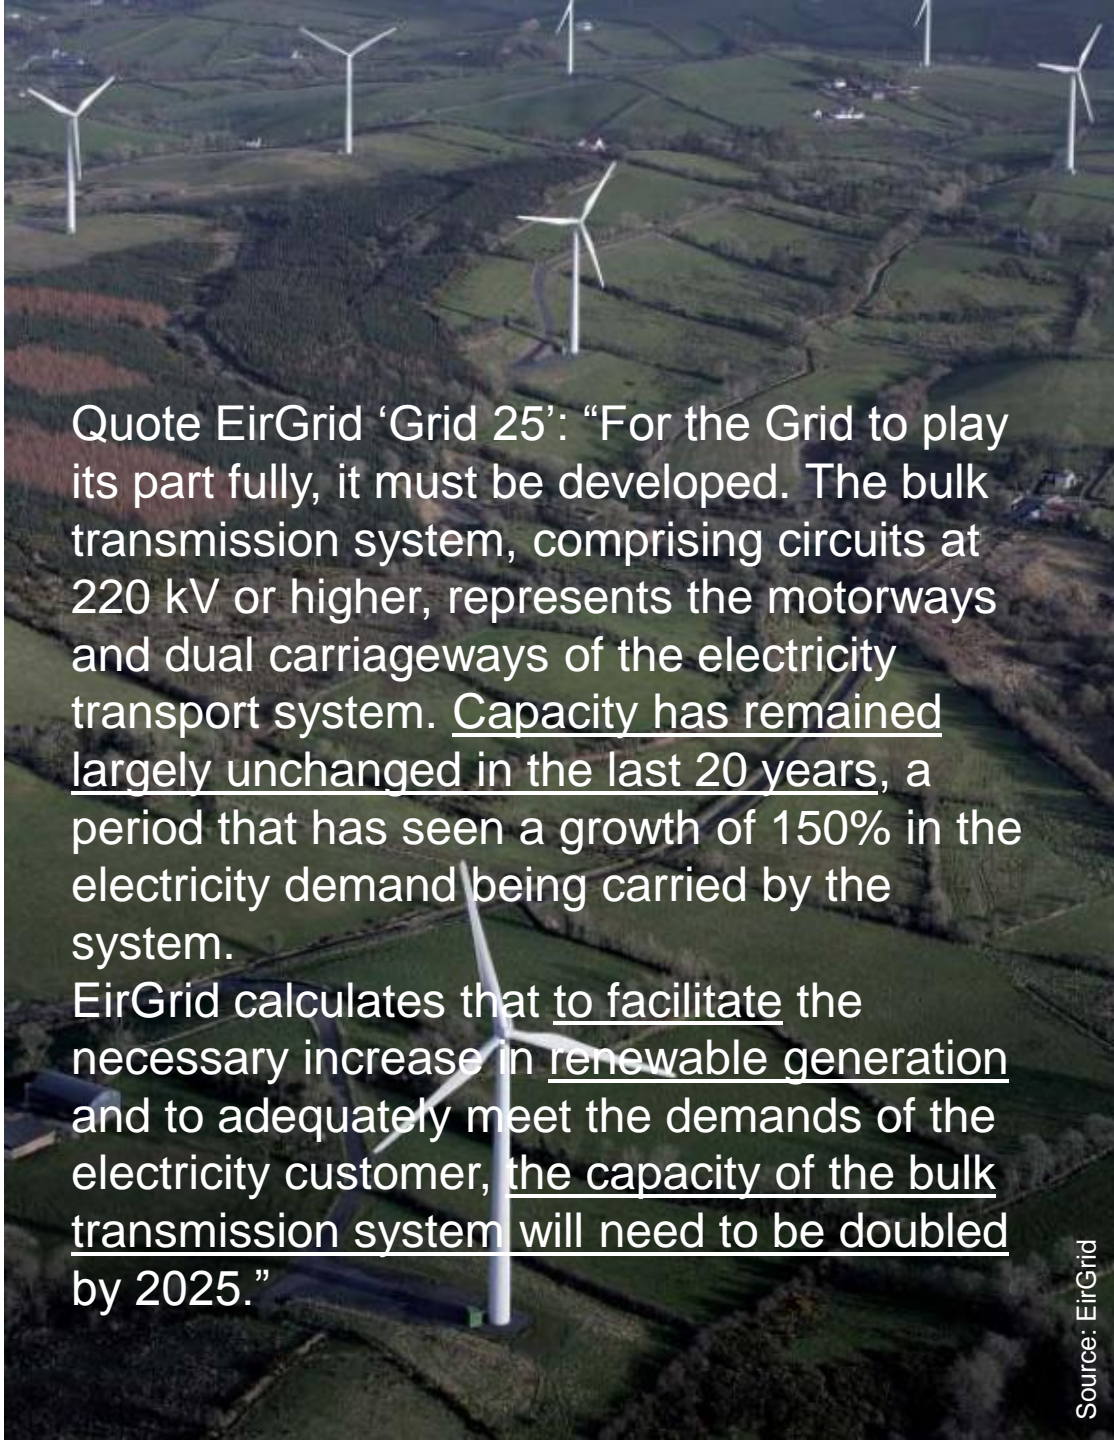 Quote EirGrid ‘Grid 25’: “For the Grid to play
its part fully, it must be developed. The bulk
transmission system, comprising circuits at
220 kV or higher, represents the motorways
and dual carriageways of the electricity
transport system. Capacity has remained
largely unchanged in the last 20 years, a
period that has seen a growth of 150% in the
electricity demand being carried by the
system.
EirGrid calculates that to facilitate the
necessary increase in renewable generation
and to adequately meet the demands of the
electricity customer, the capacity of the bulk
transmission system will need to be doubled
by 2025.”
Source: EirGrid